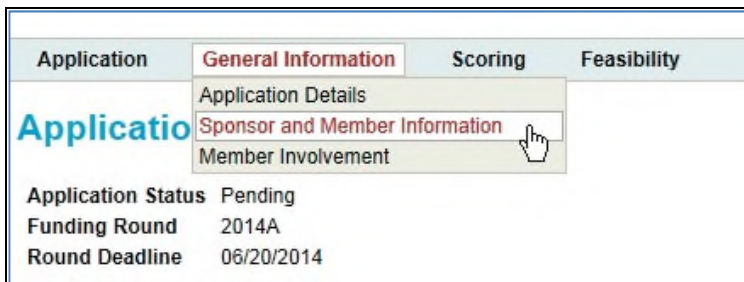 Application General Information Scoring Feasibility
Application Details
Applicatio
Sponsor and Member Information
Member Involvement
Application Status Pending
Funding Round 2014A
Round Deadline 06/20/2014